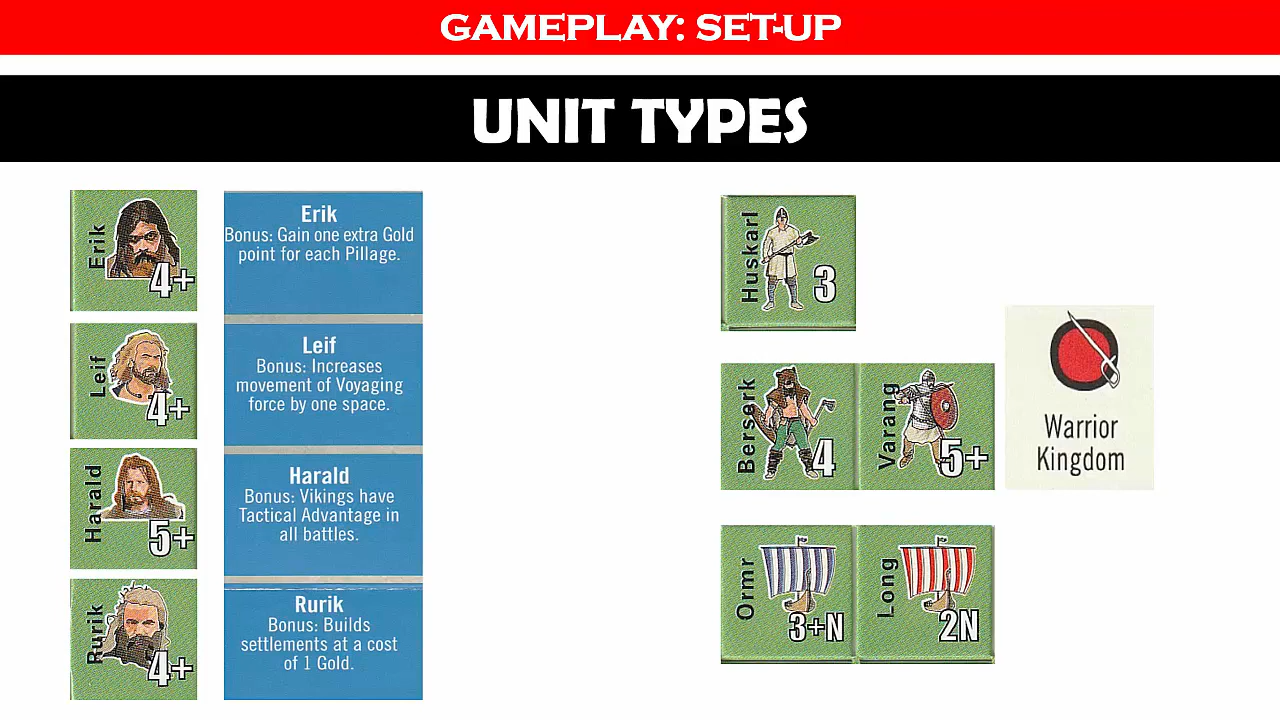 GAMEPLAY: SET-UP
UNIT TYPES
Erik
4+
Erik
Bonus: Gain one extra Gold
point for each Pillage.
Leif
4+
Leif
Bonus: Increases
movement of Voyaging
force by one space.
Harald
5+
Harald
Bonus: Vikings have
Tactical Advantage in
all battles.
Rurik
4+
Rurik
Bonus: Builds
settlements at a cost
of 1 Gold.
Huskarl
3
Berserk
4
Varang
5+
Warrior
Kingdom
Ormr
3+N
Long
2N